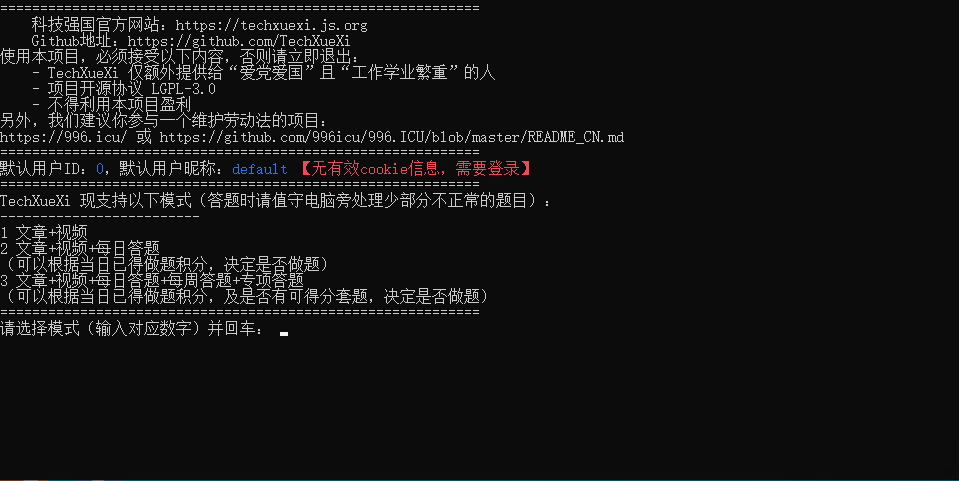 ============================================================
    科技强国官方网站：https://techxuexi.js.org
    Github地址：https://github.com/TechXueXi
使用本项目，必须接受以下内容，否则请立即退出：
    - TechXueXi 仅额外提供给“爱党爱国”且“工作学业繁重”的人
    - 项目开源协议 LGPL-3.0
    - 不得利用本项目盈利
另外，我们建议你参与一个维护劳动法的项目：
https://996.icu/ 或 https://github.com/996icu/996.ICU/blob/master/README_CN.md
============================================================
默认用户ID：0，默认用户昵称：default 【无有效cookie信息，需要登录】
============================================================
TechXueXi 现支持以下模式（答题时请值守电脑旁处理少部分不正常的题目）：
-------------------------
1 文章+视频
2 文章+视频+每日答题
（可以根据当日已得做题积分，决定是否做题）
3 文章+视频+每日答题+每周答题+专项答题
（可以根据当日已得做题积分，及是否有可得分套题，决定是否做题）
============================================================
请选择模式（输入对应数字）并回车：